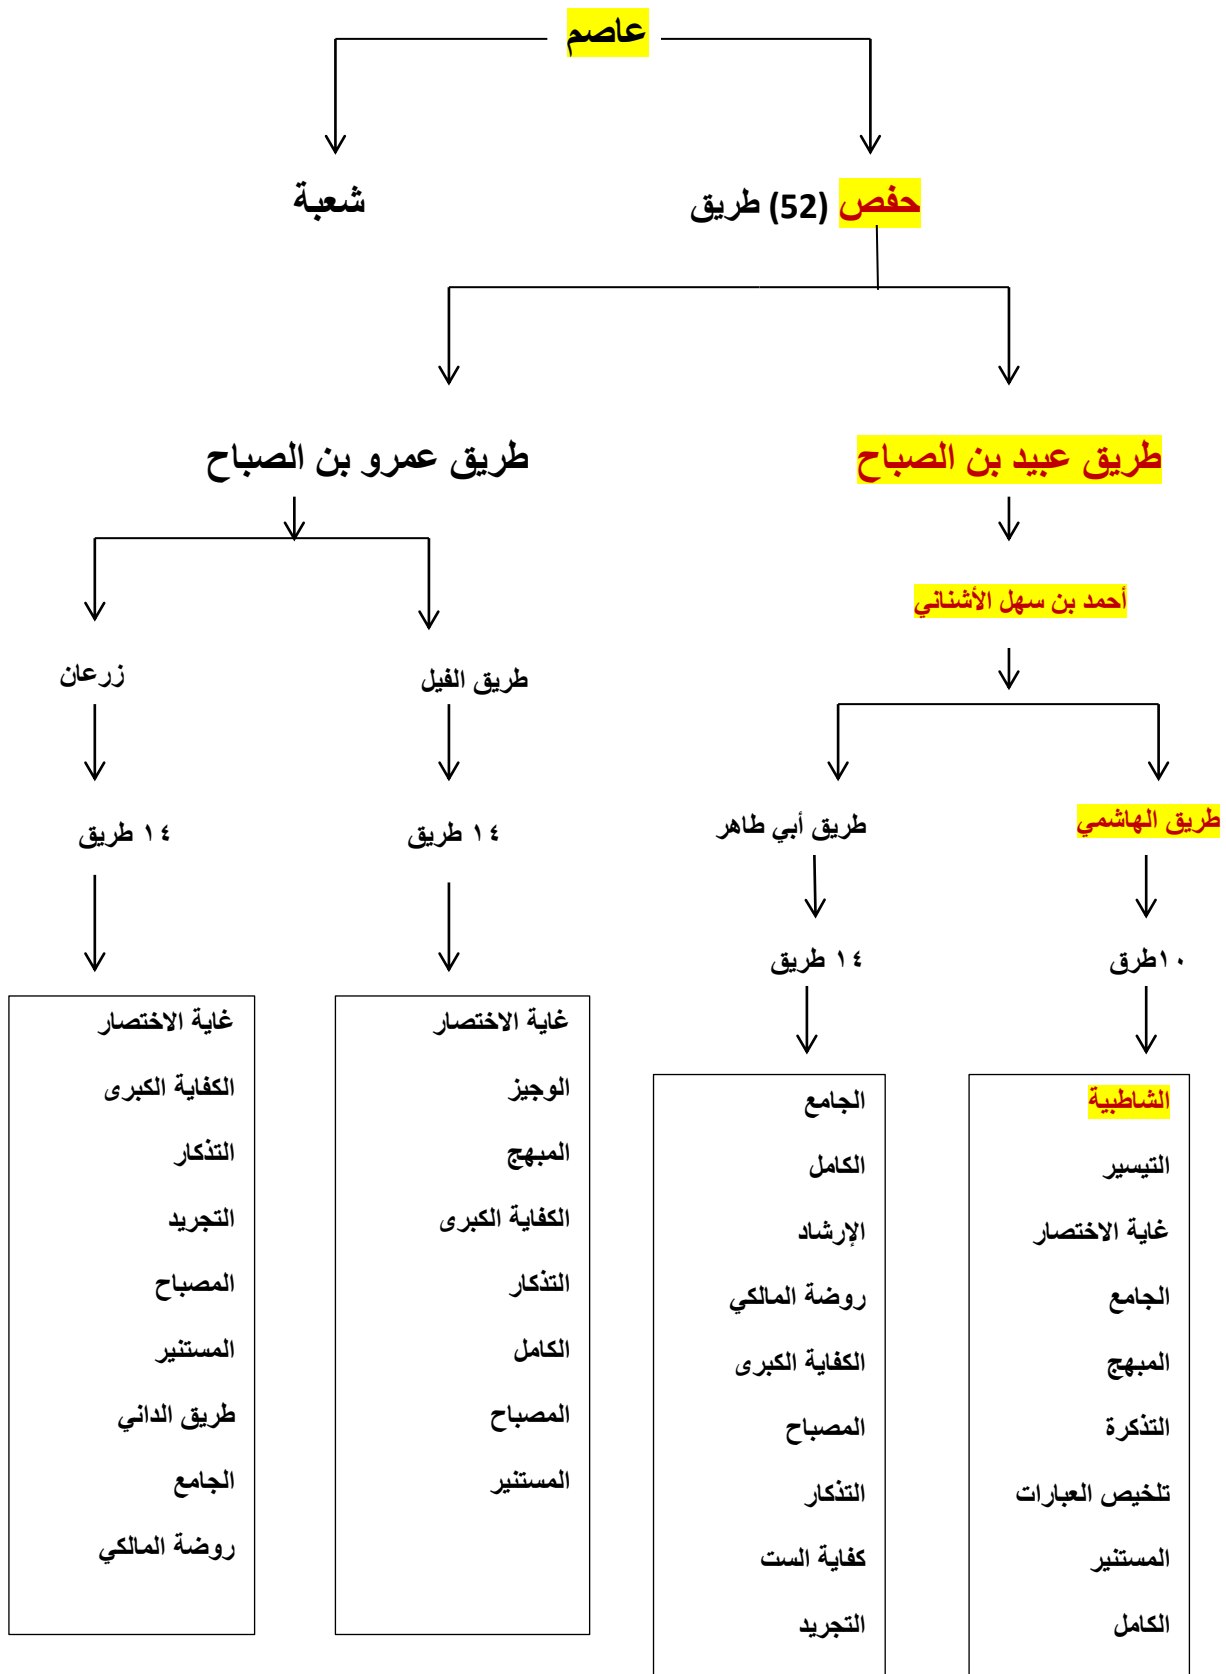 عاصم
حفص (52) طريق
شعبة
طريق عبيد بن الصباح
طريق عمرو بن الصباح
أحمد بن سهل الأشناني
طريق الفيل
زرعان
طريق الهاشمي
طريق أبي طاهر
١٤ طريق
١٤ طريق
١٠طرق
١٤ طريق
الشاطبية
التيسير
غاية الاختصار
الجامع
المبهج
التذكرة
تلخيص العبارات
المستنير
الكامل
الجامع
الكامل
الإرشاد
روضة المالكي
الكفاية الكبرى
المصباح
التذكار
كفاية الست
التجريد
غاية الاختصار
الوجيز
المبهج
الكفاية الكبرى
التذكار
الكامل
المصباح
المستنير
غاية الاختصار
الكفاية الكبرى
التذكار
التجريد
المصباح
المستنير
طريق الداني
الجامع
روضة المالكي